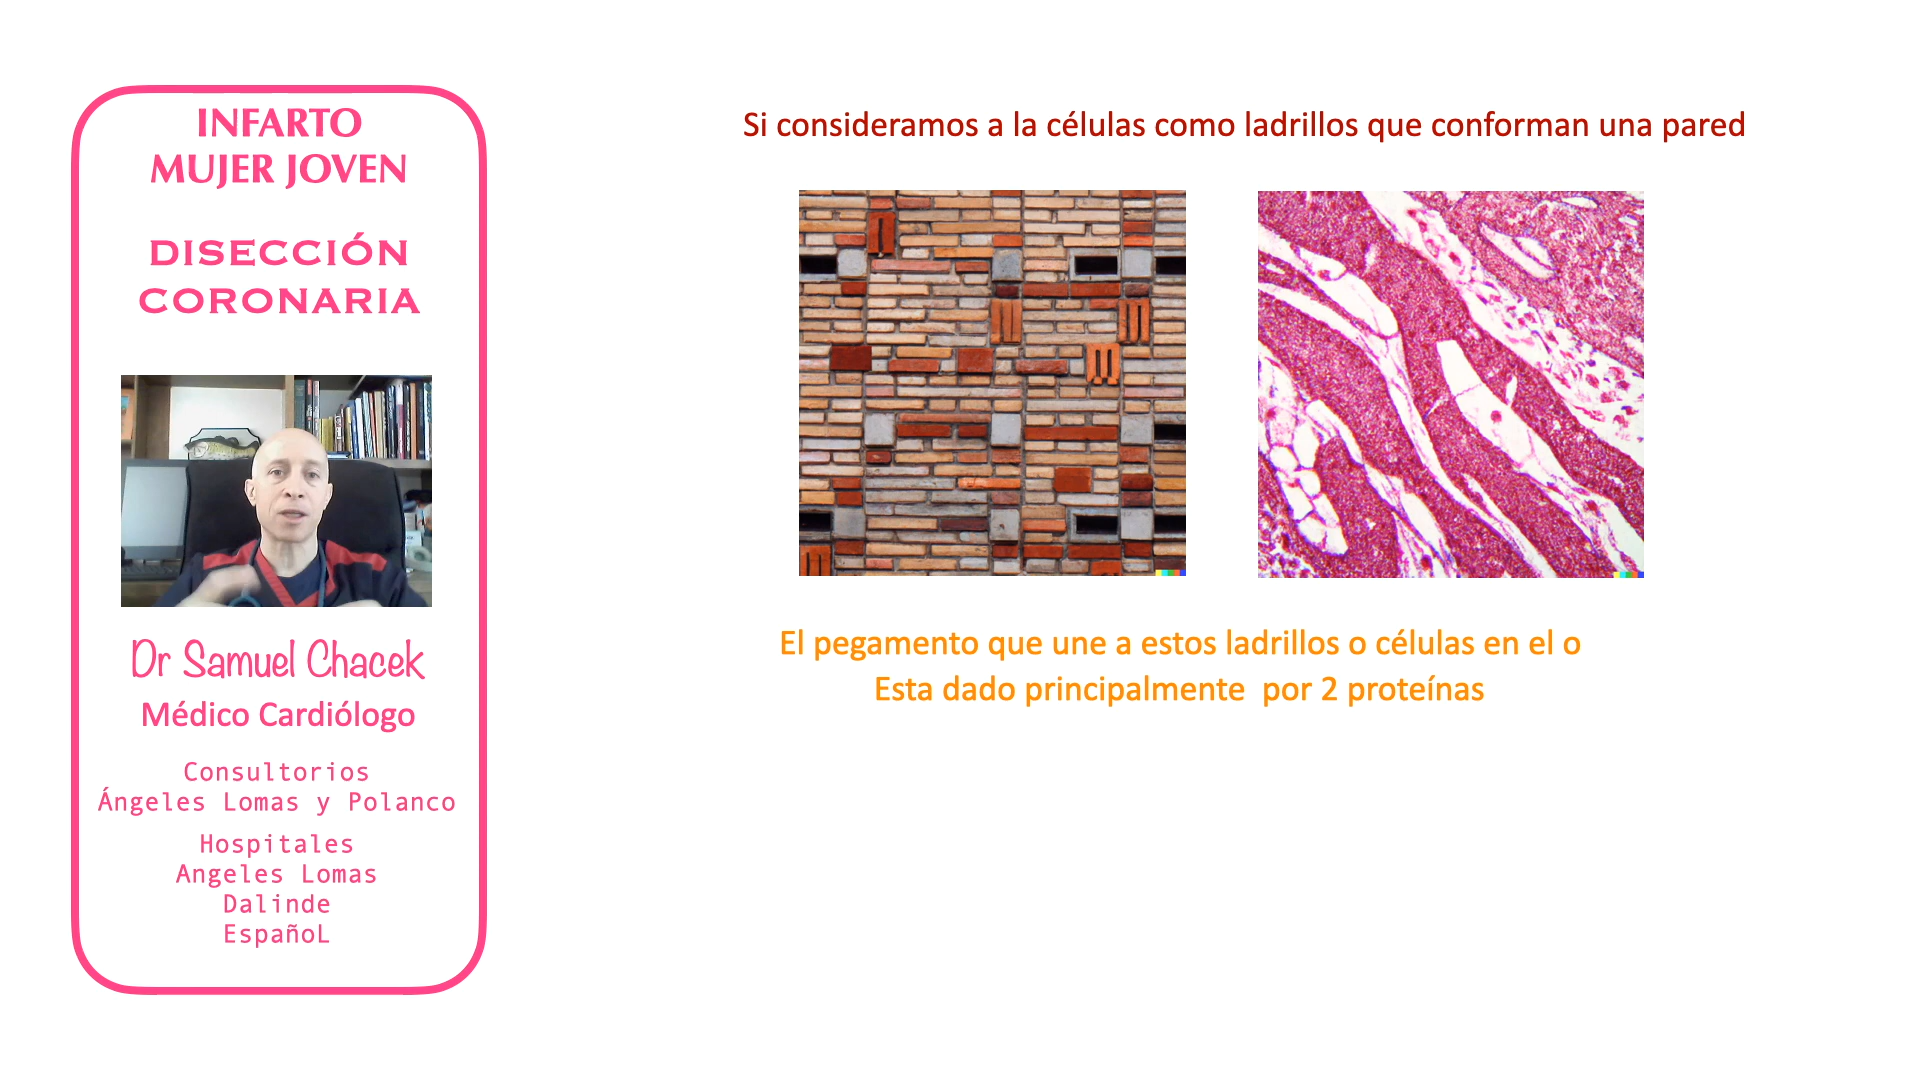 INFARTO
MUJER JOVEN
DISECCIÓN
CORONARIA
Dr Samuel Chacek
Médico Cardiólogo
Consultorios
Ángeles Lomas y Polanco
Hospitales
Angeles Lomas
Dalinde
EspañoL
Si consideramos a la células como ladrillos que conforman una pared
El pegamento que une a estos ladrillos o células en el o
Esta dado principalmente por 2 proteínas